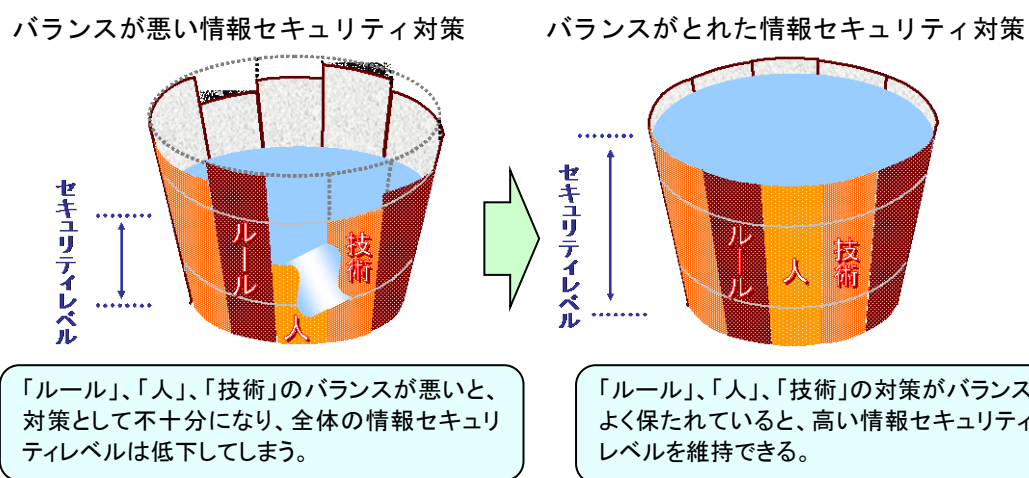 バランスが悪い情報セキュリティ対策
セキュリティレベル
ルール
人
技術
「ルール」、「人」、「技術」のバランスが悪いと、
対策として不十分になり、全体の情報セキュリ
ティレベルは低下してしまう。
バランスがとれた情報セキュリティ対策
セキュリティレベル
ルール
人
技術
「ルール」、「人」、「技術」の対策がバランス
よく保たれていると、高い情報セキュリティ
レベルを維持できる。